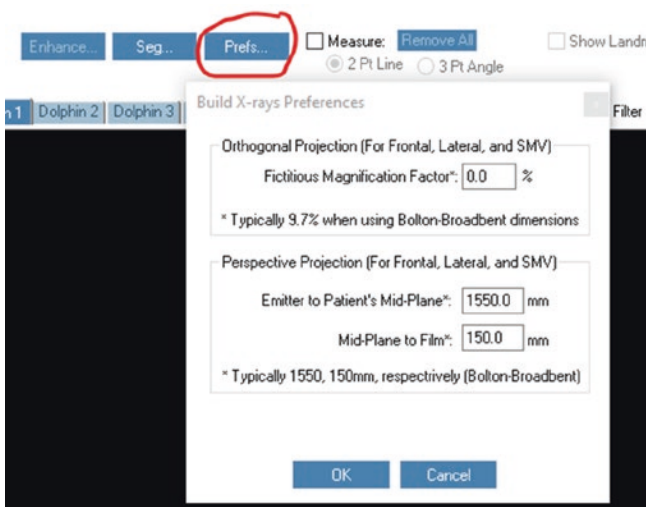 Enhance... Seg... Prefs... Measure: Remove All Show Landr
2 Pt Line 3 Pt Angle
1 Dolphin 2 Dolphin 3 Build X-rays Preferences Filter
Orthogonal Projection (For Frontal, Lateral, and SMV)
Fictitious Magnification Factor*: 0.0 %
* Typically 9.7% when using Bolton-Broadbent dimensions
Perspective Projection (For Frontal, Lateral, and SMV)
Emitter to Patient's Mid-Plane*: 1550.0 mm
Mid-Plane to Film*: 150.0 mm
* Typically 1550, 150mm, respectrively (Bolton-Broadbent)
OK Cancel